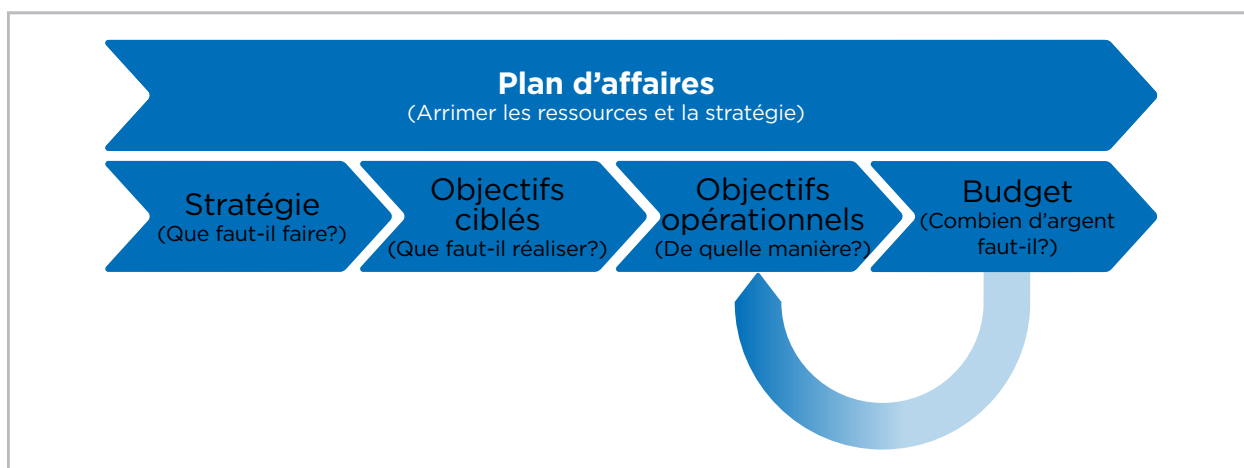 Plan d'affaires
(Arrimer les ressources et la stratégie)
Stratégie
(Que faut-il faire?)
Objectifs
ciblés
(Que faut-il réaliser?)
Objectifs
opérationnels
(De quelle manière?)
Budget
(Combien d'argent
faut-il?)